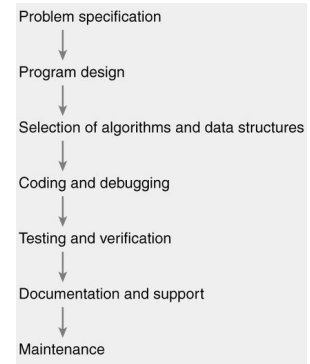 Problem specification
Program design
Selection of algorithms and data structures
Coding and debugging
Testing and verification
Documentation and support
Maintenance